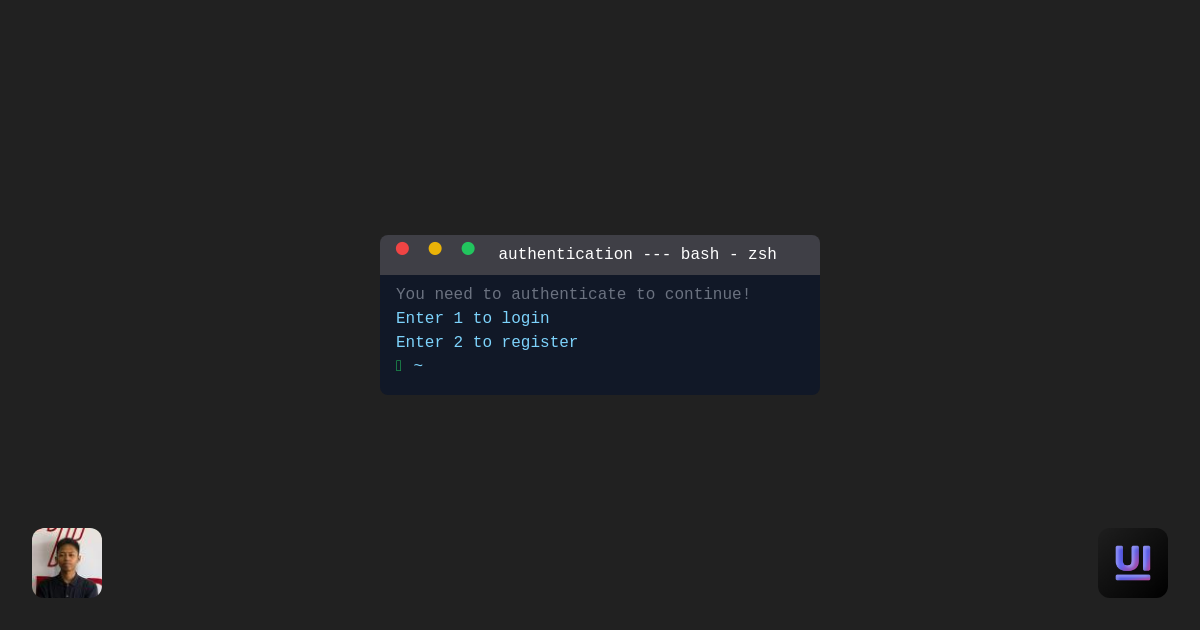 authentication --- bash - zsh
You need to authenticate to continue!
Enter 1 to login
Enter 2 to register
~
UI